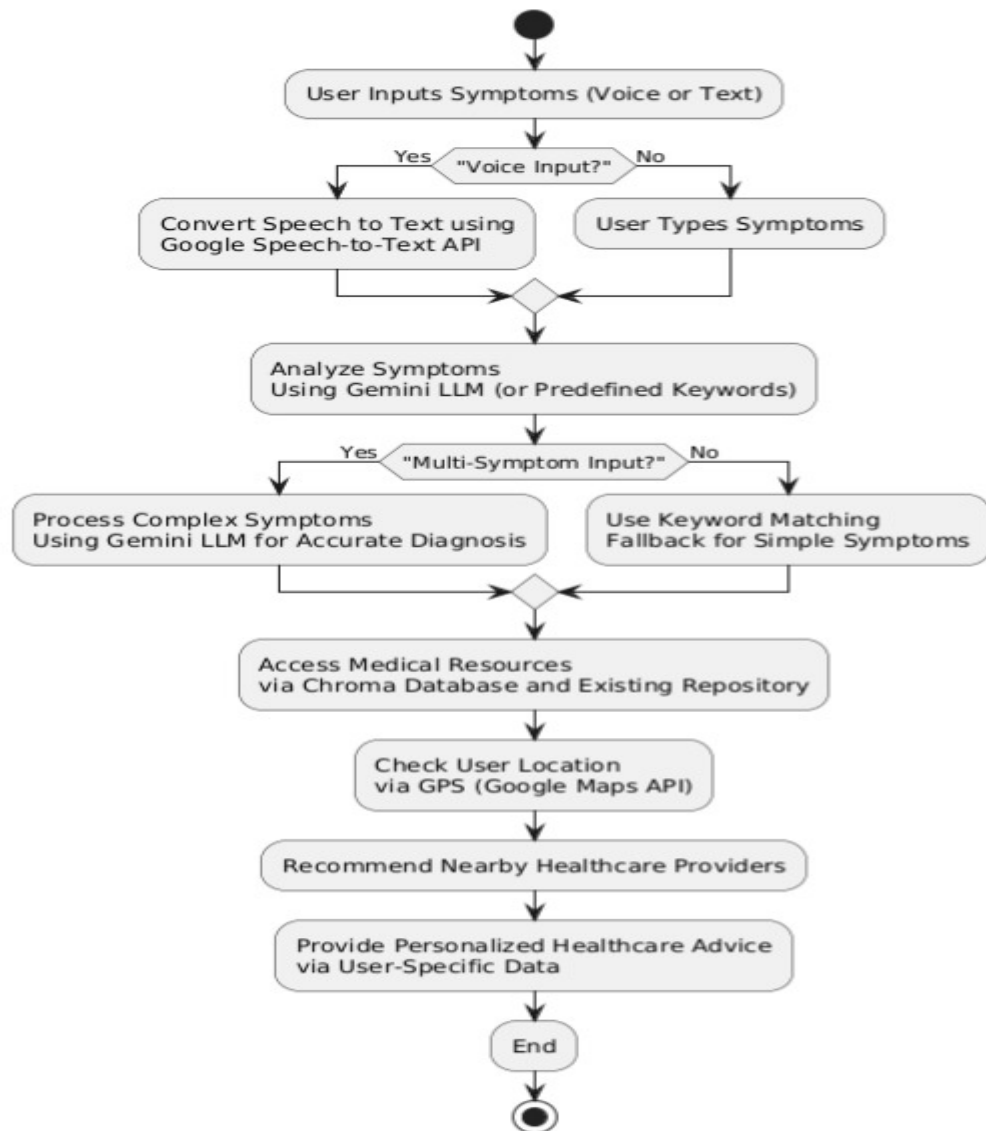 User Inputs Symptoms (Voice or Text)
Yes
"Voice Input?"
No
Convert Speech to Text using
Google Speech-to-Text API
User Types Symptoms
Analyze Symptoms
Using Gemini LLM (or Predefined Keywords)
Yes
"Multi-Symptom Input?"
No
Process Complex Symptoms
Using Gemini LLM for Accurate Diagnosis
Use Keyword Matching
Fallback for Simple Symptoms
Access Medical Resources
via Chroma Database and Existing Repository
Check User Location
via GPS (Google Maps API)
Recommend Nearby Healthcare Providers
Provide Personalized Healthcare Advice
via User-Specific Data
End